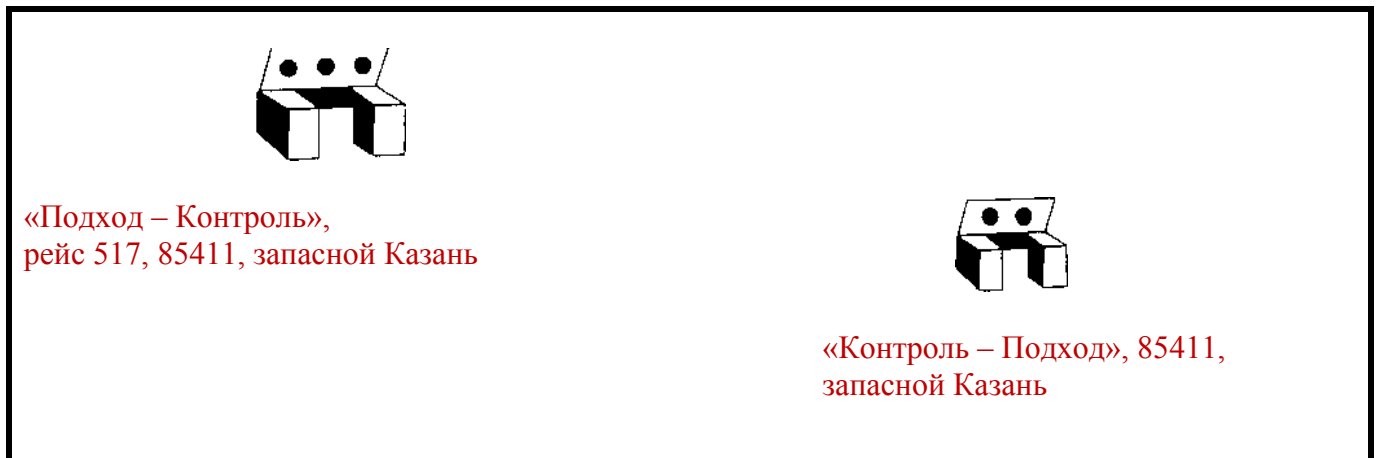 «Подход – Контроль»,
рейс 517, 85411, запасной Казань
«Контроль – Подход», 85411,
запасной Казань